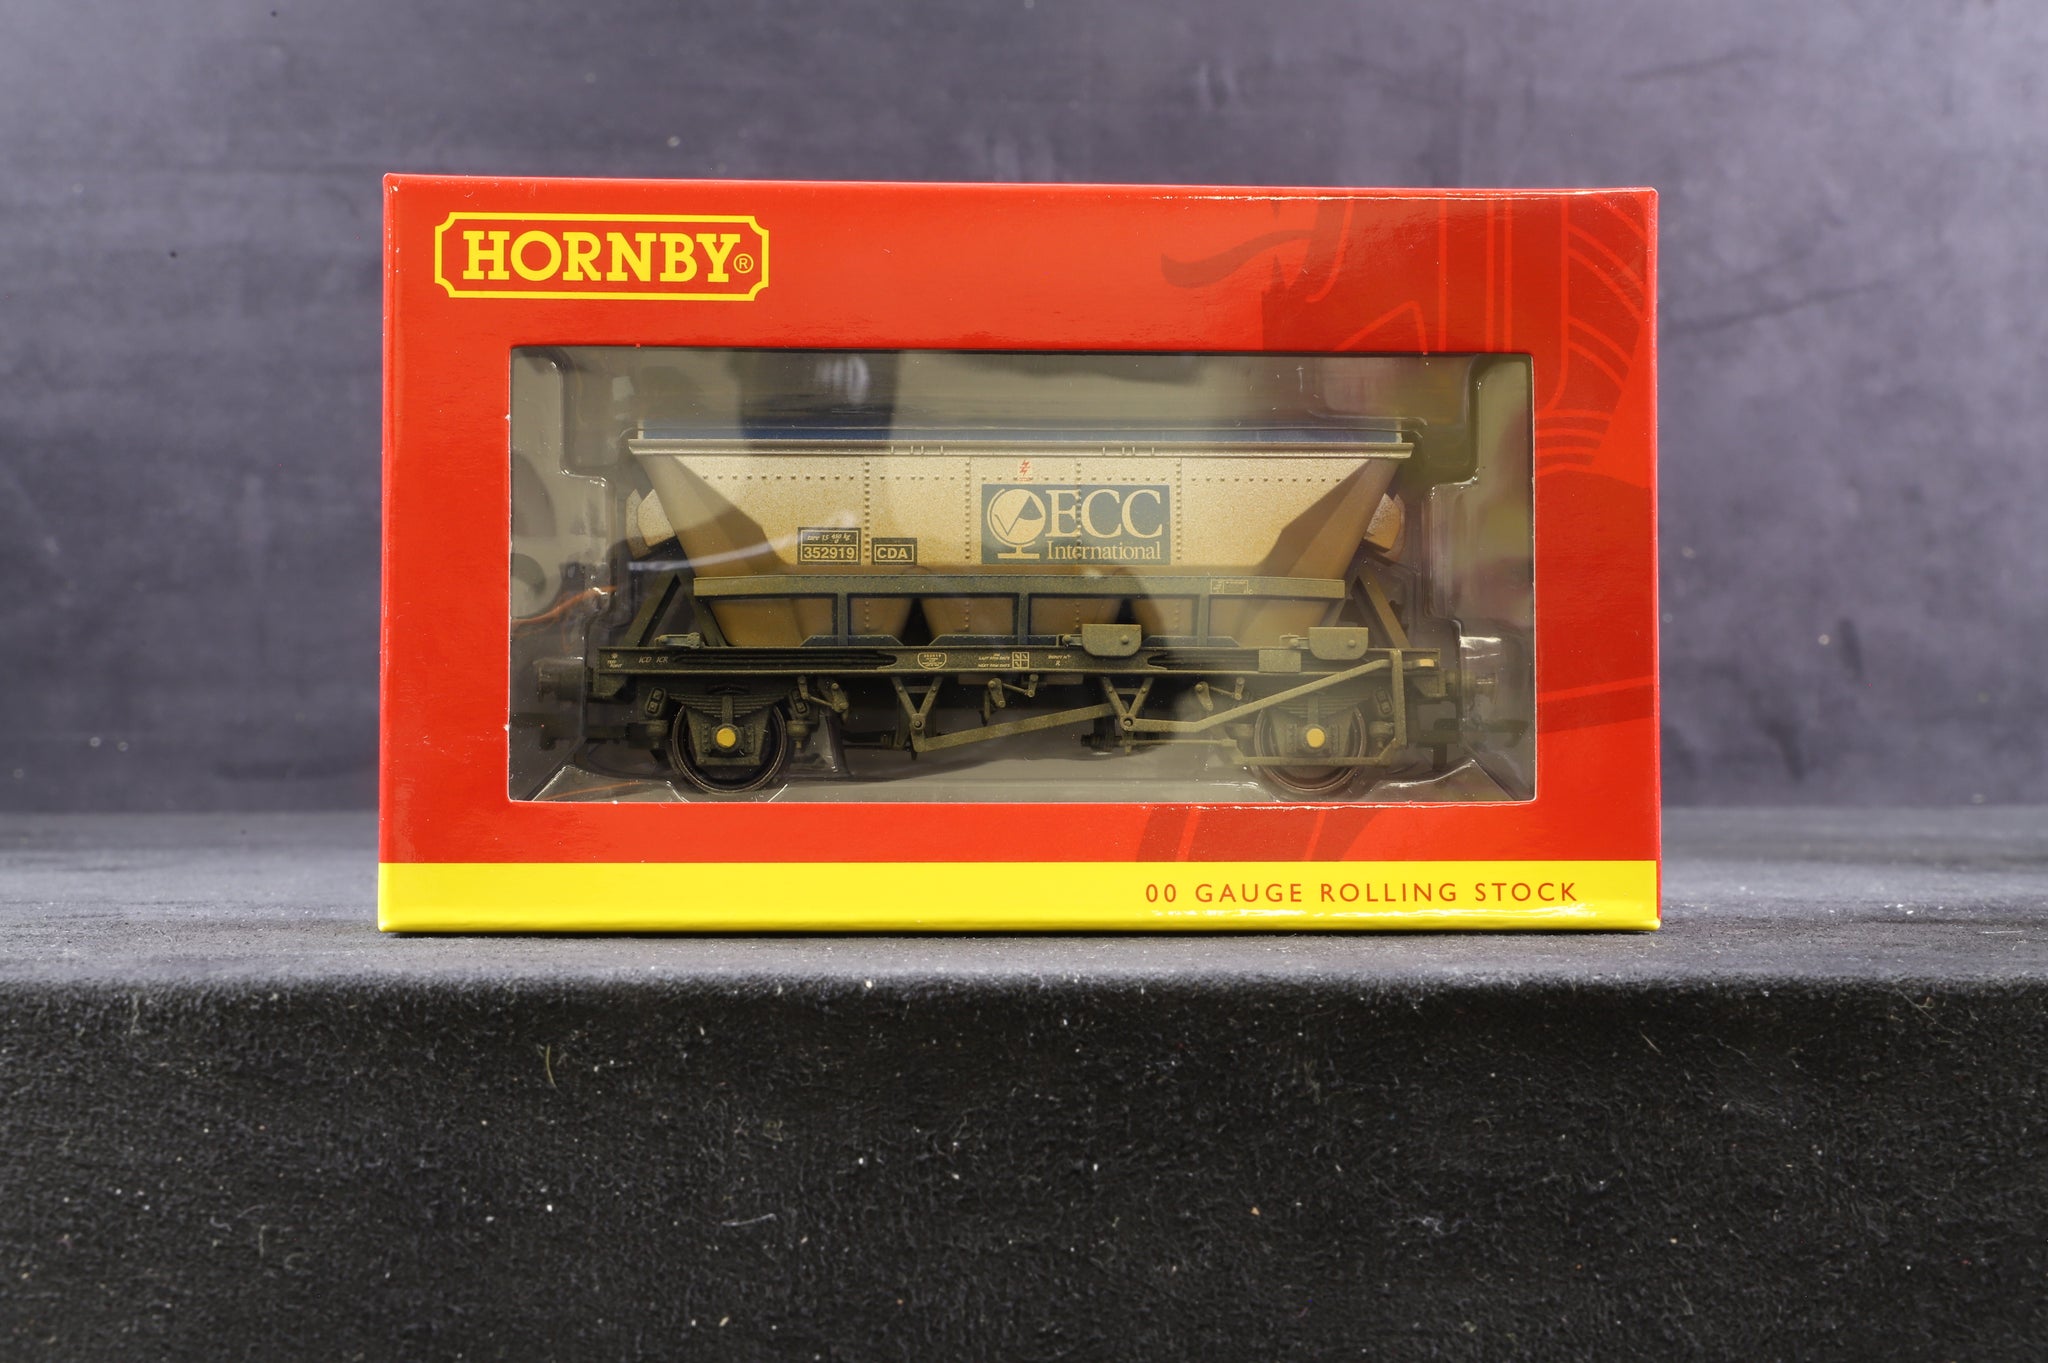 HORNBY®
ECC
International
352919
CDA
00 GAUGE ROLLING STOCK